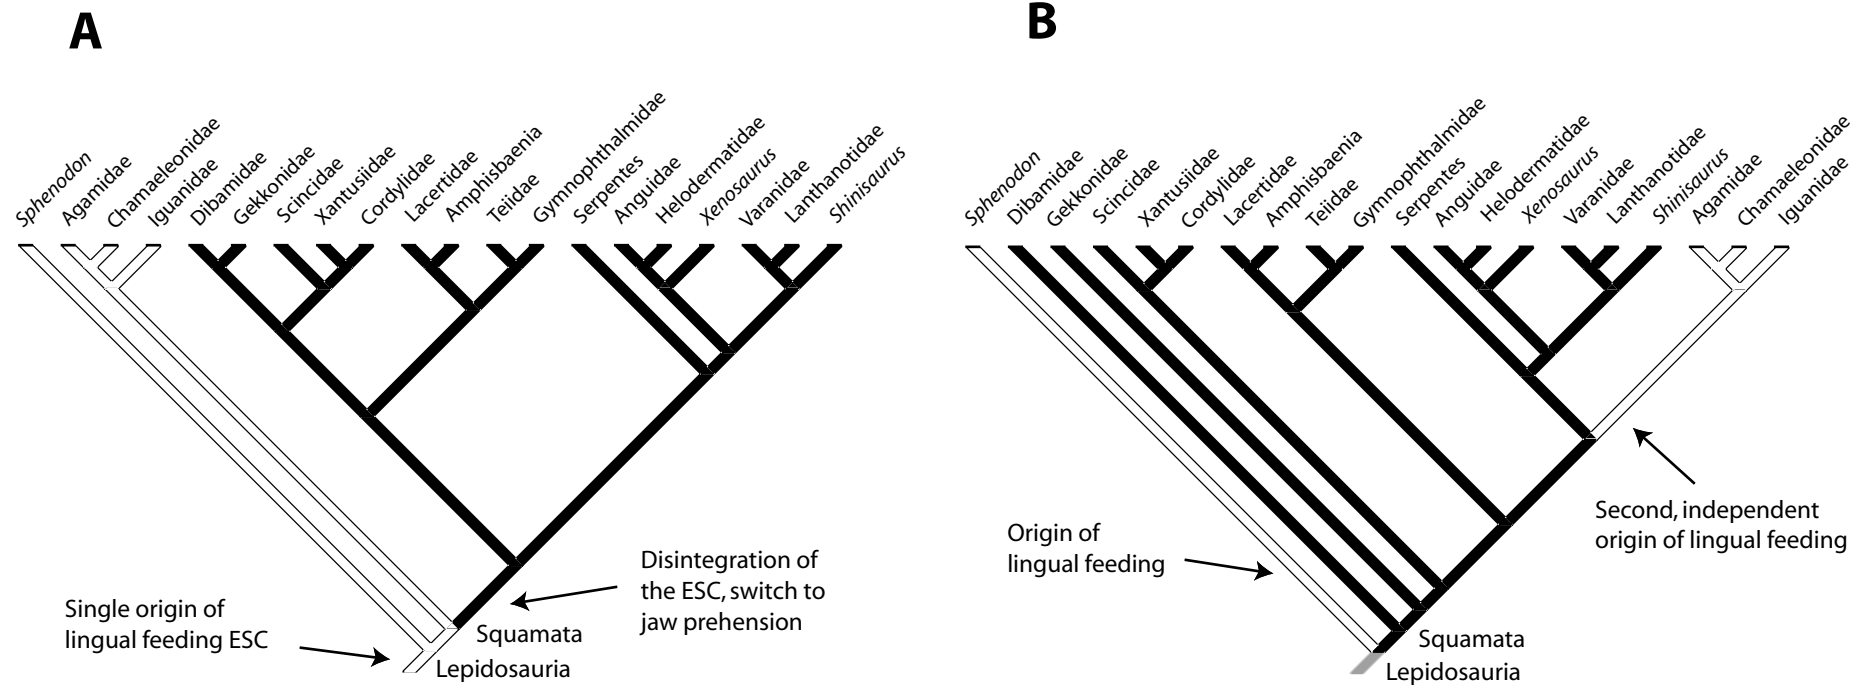 A
B
Sphenodon
Agamidae
Chamaeleonidae
Iguanidae
Dibamidae
Gekkonidae
Scincidae
Xantusiidae
Cordylidae
Lacertidae
Amphisbaenia
Teiidae
Gymnophthalmidae
Serpentes
Anguidae
Helodermatidae
Xenosaurus
Varanidae
Lanthanotidae
Shinisaurus
Single origin of
lingual feeding ESC
Disintegration of
the ESC, switch to
jaw prehension
Squamata
Lepidosauria
Sphenodon
Dibamidae
Gekkonidae
Scincidae
Xantusiidae
Cordylidae
Lacertidae
Amphisbaenia
Teiidae
Gymnophthalmidae
Serpentes
Anguidae
Helodermatidae
Xenosaurus
Varanidae
Lanthanotidae
Shinisaurus
Agamidae
Chamaeleonidae
Iguanidae
Origin of
lingual feeding
Second, independent
origin of lingual feeding
Squamata
Lepidosauria